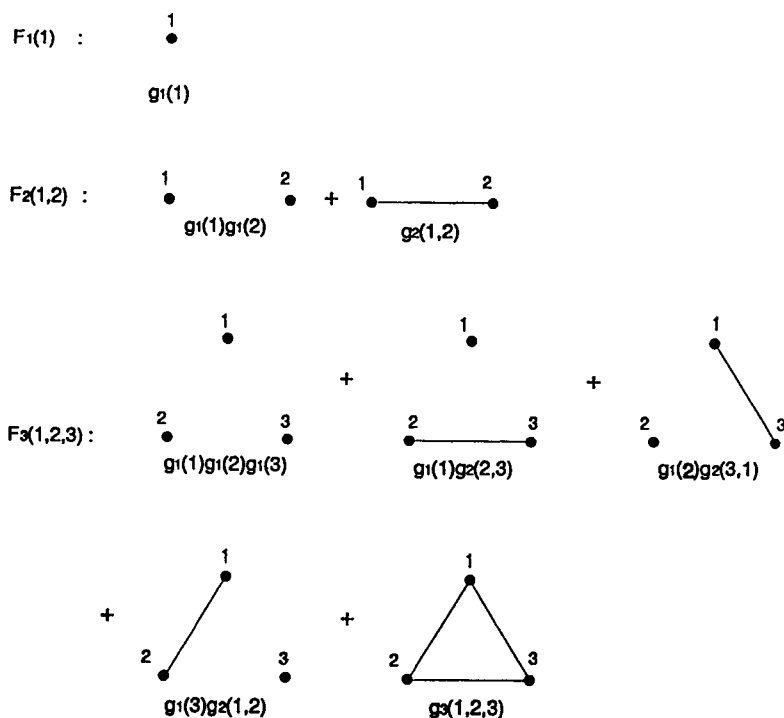 1
F1(1) :
g1(1)
1 2 + 1 2
F2(1,2) :
g1(1)g1(2) g2(1,2)
1 1 1
+ +
2 3 2 3 2 3
F3(1,2,3) :
g1(1)g1(2)g1(3) g1(1)g2(2,3) g1(2)g2(3,1)
1 1
+ +
2 3 2 3
g1(3)g2(1,2) g3(1,2,3)